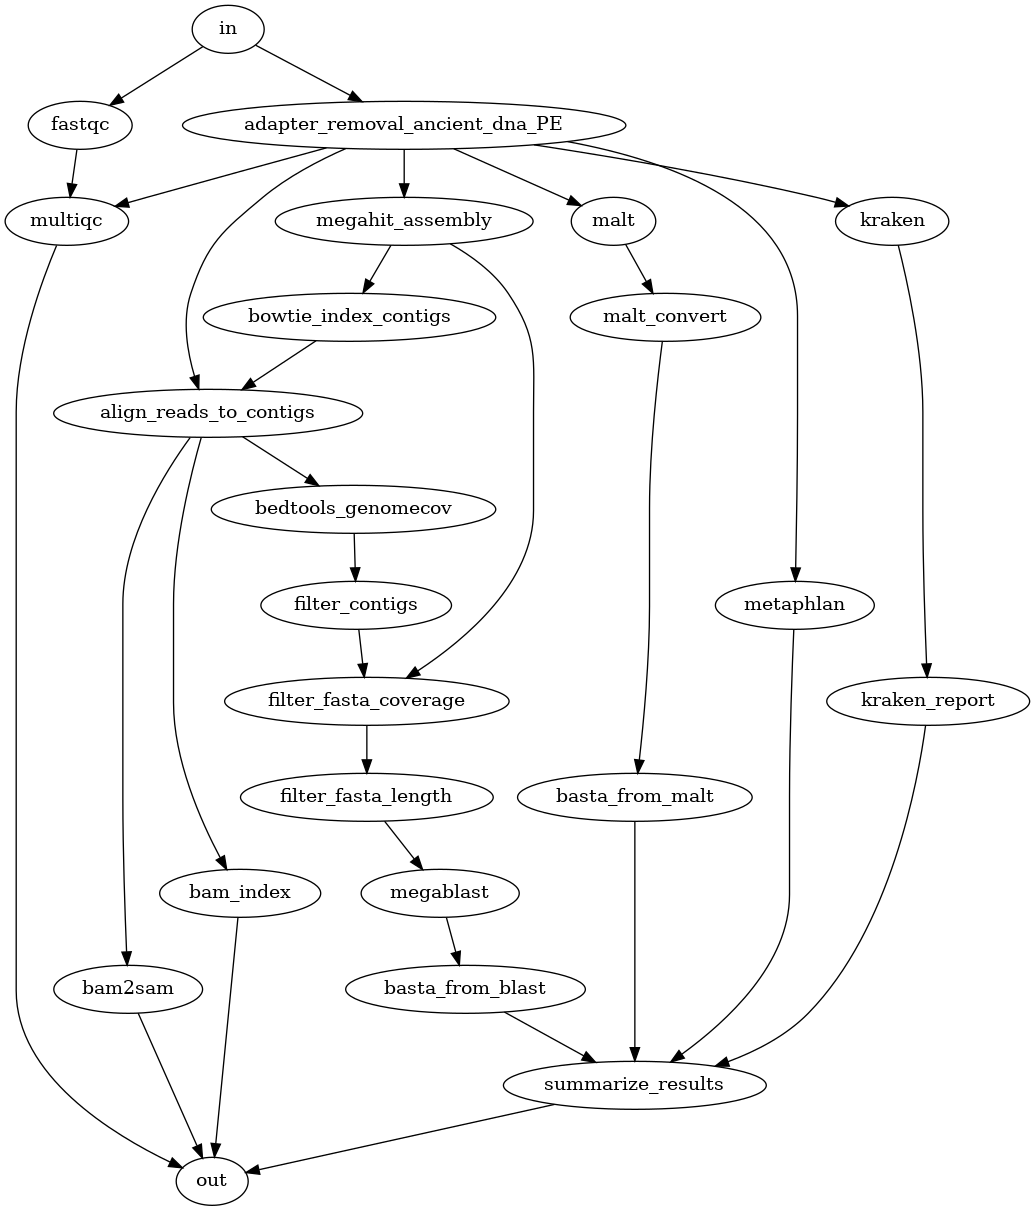 in
fastqc
adapter_removal_ancient_dna_PE
multiqc
megahit_assembly
malt
kraken
bowtie_index_contigs
malt_convert
align_reads_to_contigs
bedtools_genomecov
filter_contigs
metaphlan
filter_fasta_coverage
kraken_report
filter_fasta_length
basta_from_malt
bam_index
megablast
bam2sam
basta_from_blast
summarize_results
out